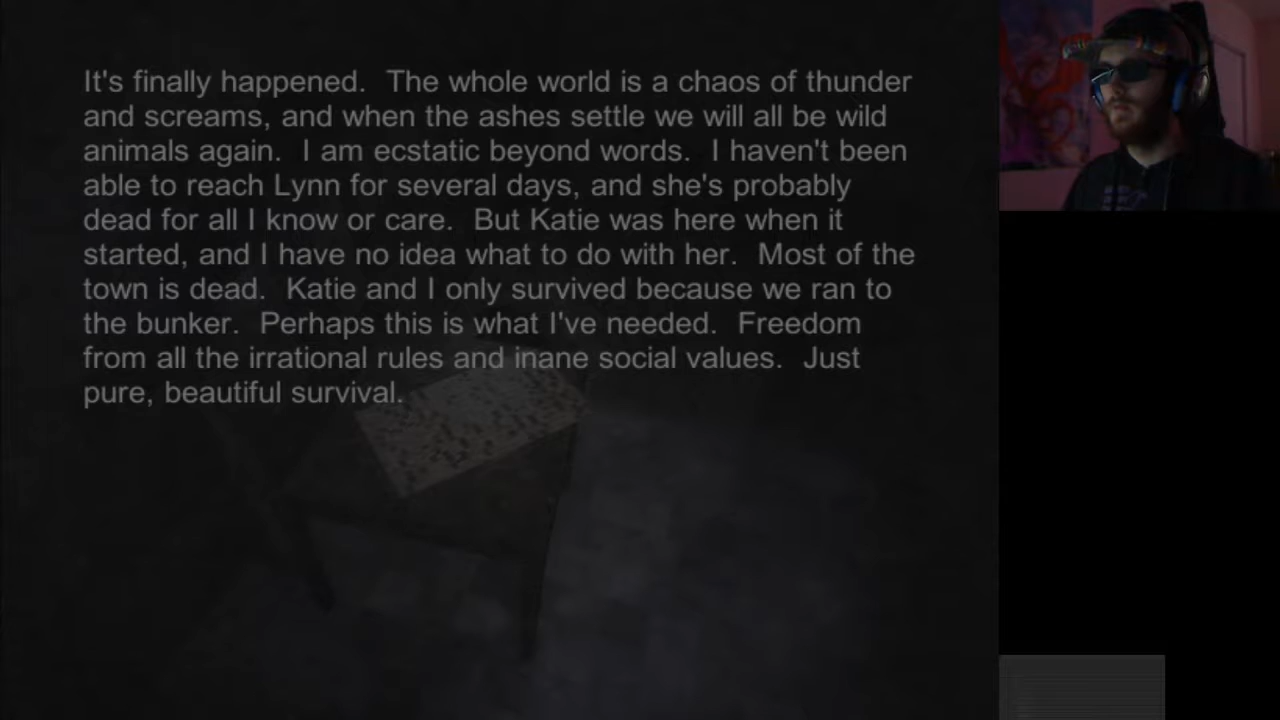 It's finally happened.  The whole world is a chaos of thunder
and screams, and when the ashes settle we will all be wild
animals again.  I am ecstatic beyond words.  I haven't been
able to reach Lynn for several days, and she's probably
dead for all I know or care.  But Katie was here when it
started, and I have no idea what to do with her.  Most of the
town is dead.  Katie and I only survived because we ran to
the bunker.  Perhaps this is what I've needed.  Freedom
from all the irrational rules and inane social values.  Just
pure, beautiful survival.